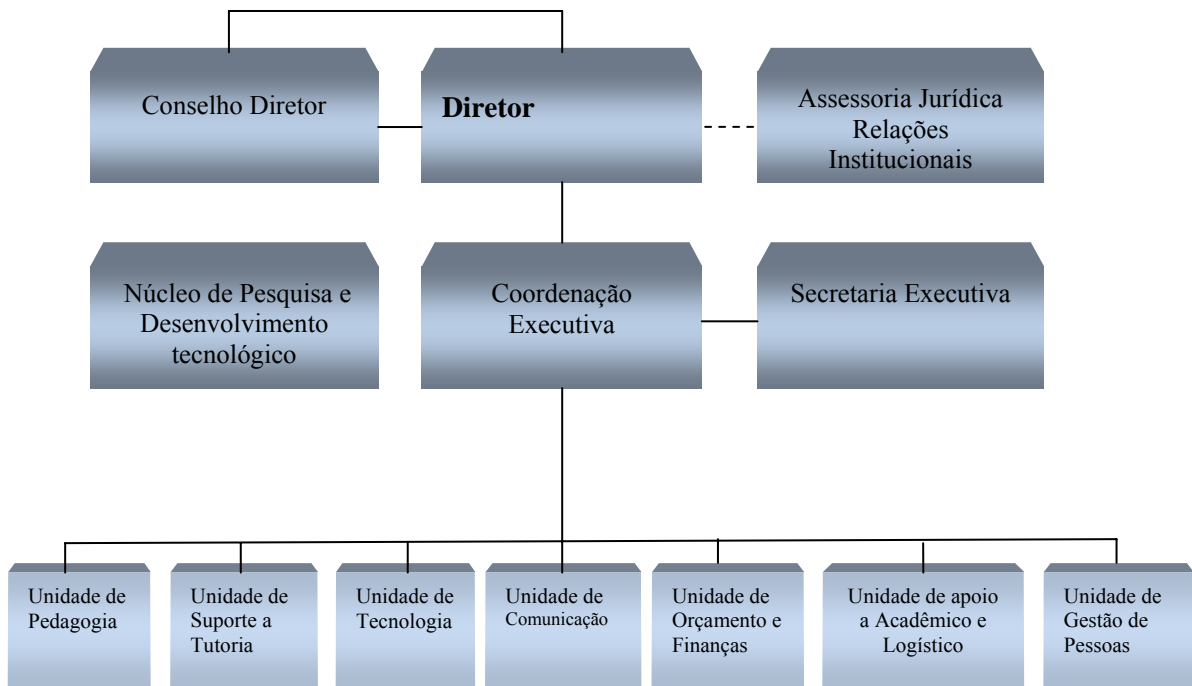 Conselho Diretor
Diretor
Assessoria Jurídica
Relações
Institucionais
Núcleo de Pesquisa e
Desenvolvimento
tecnológico
Coordenação
Executiva
Secretaria Executiva
Unidade de
Pedagogia
Unidade de
Suporte a
Tutoria
Unidade de
Tecnologia
Unidade de
Comunicação
Unidade de
Orçamento e
Finanças
Unidade de apoio
a Acadêmico e
Logístico
Unidade de
Gestão de
Pessoas